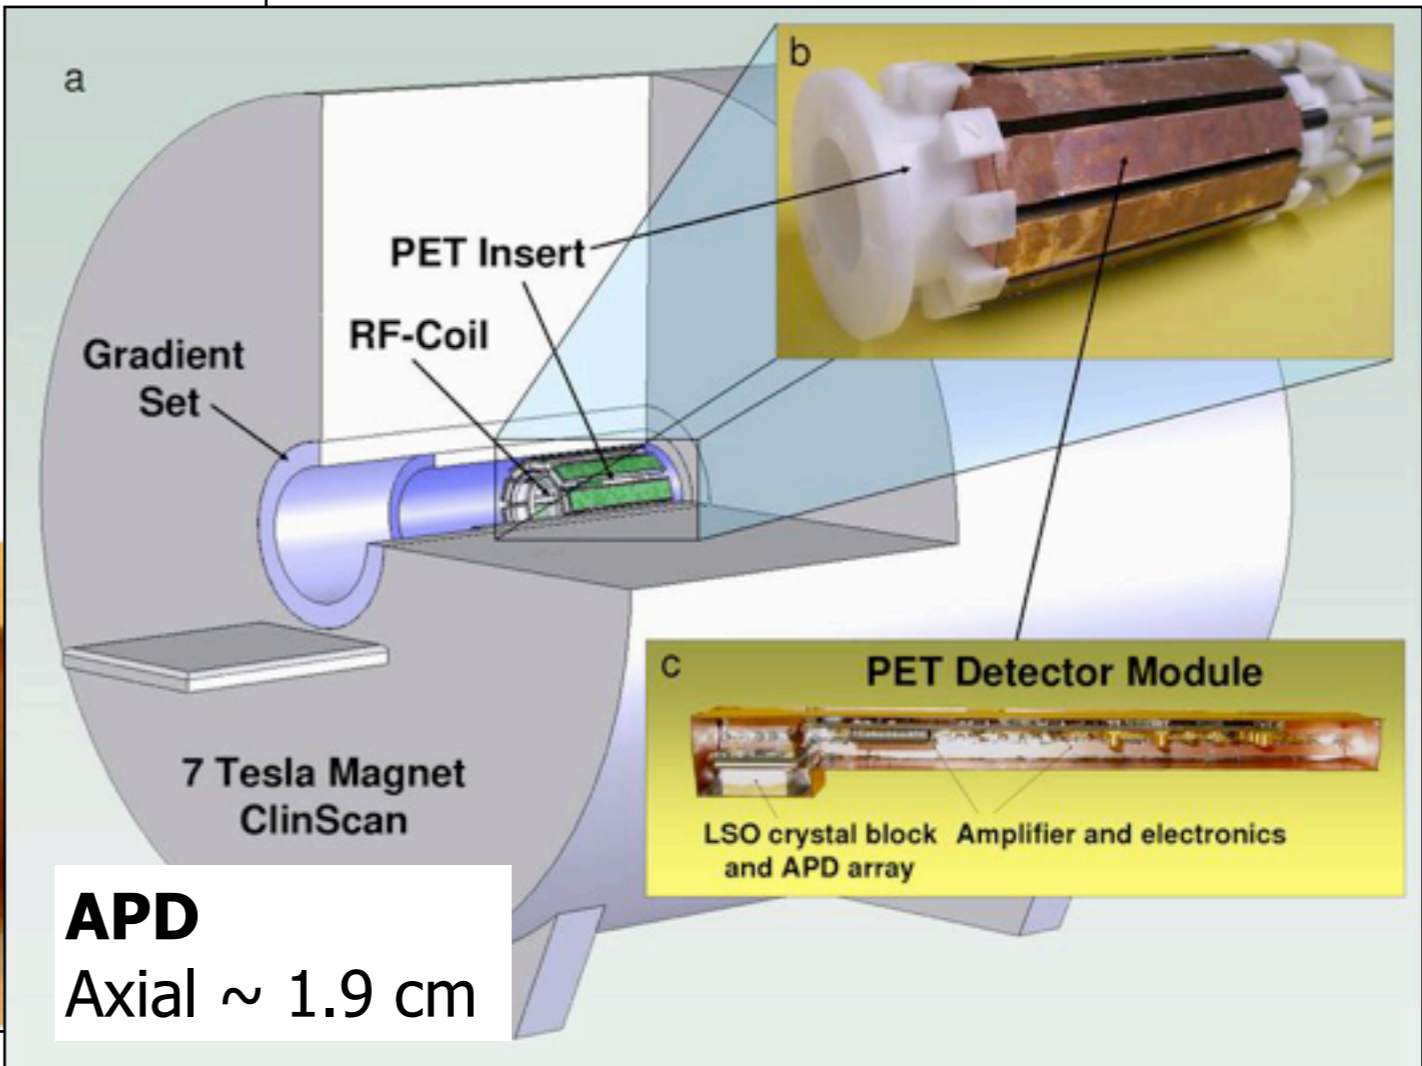 a
b
PET Insert
RF-Coil
Gradient
Set
c
PET Detector Module
7 Tesla Magnet
ClinScan
LSO crystal block
and APD array
Amplifier and electronics
APD
Axial ~ 1.9 cm